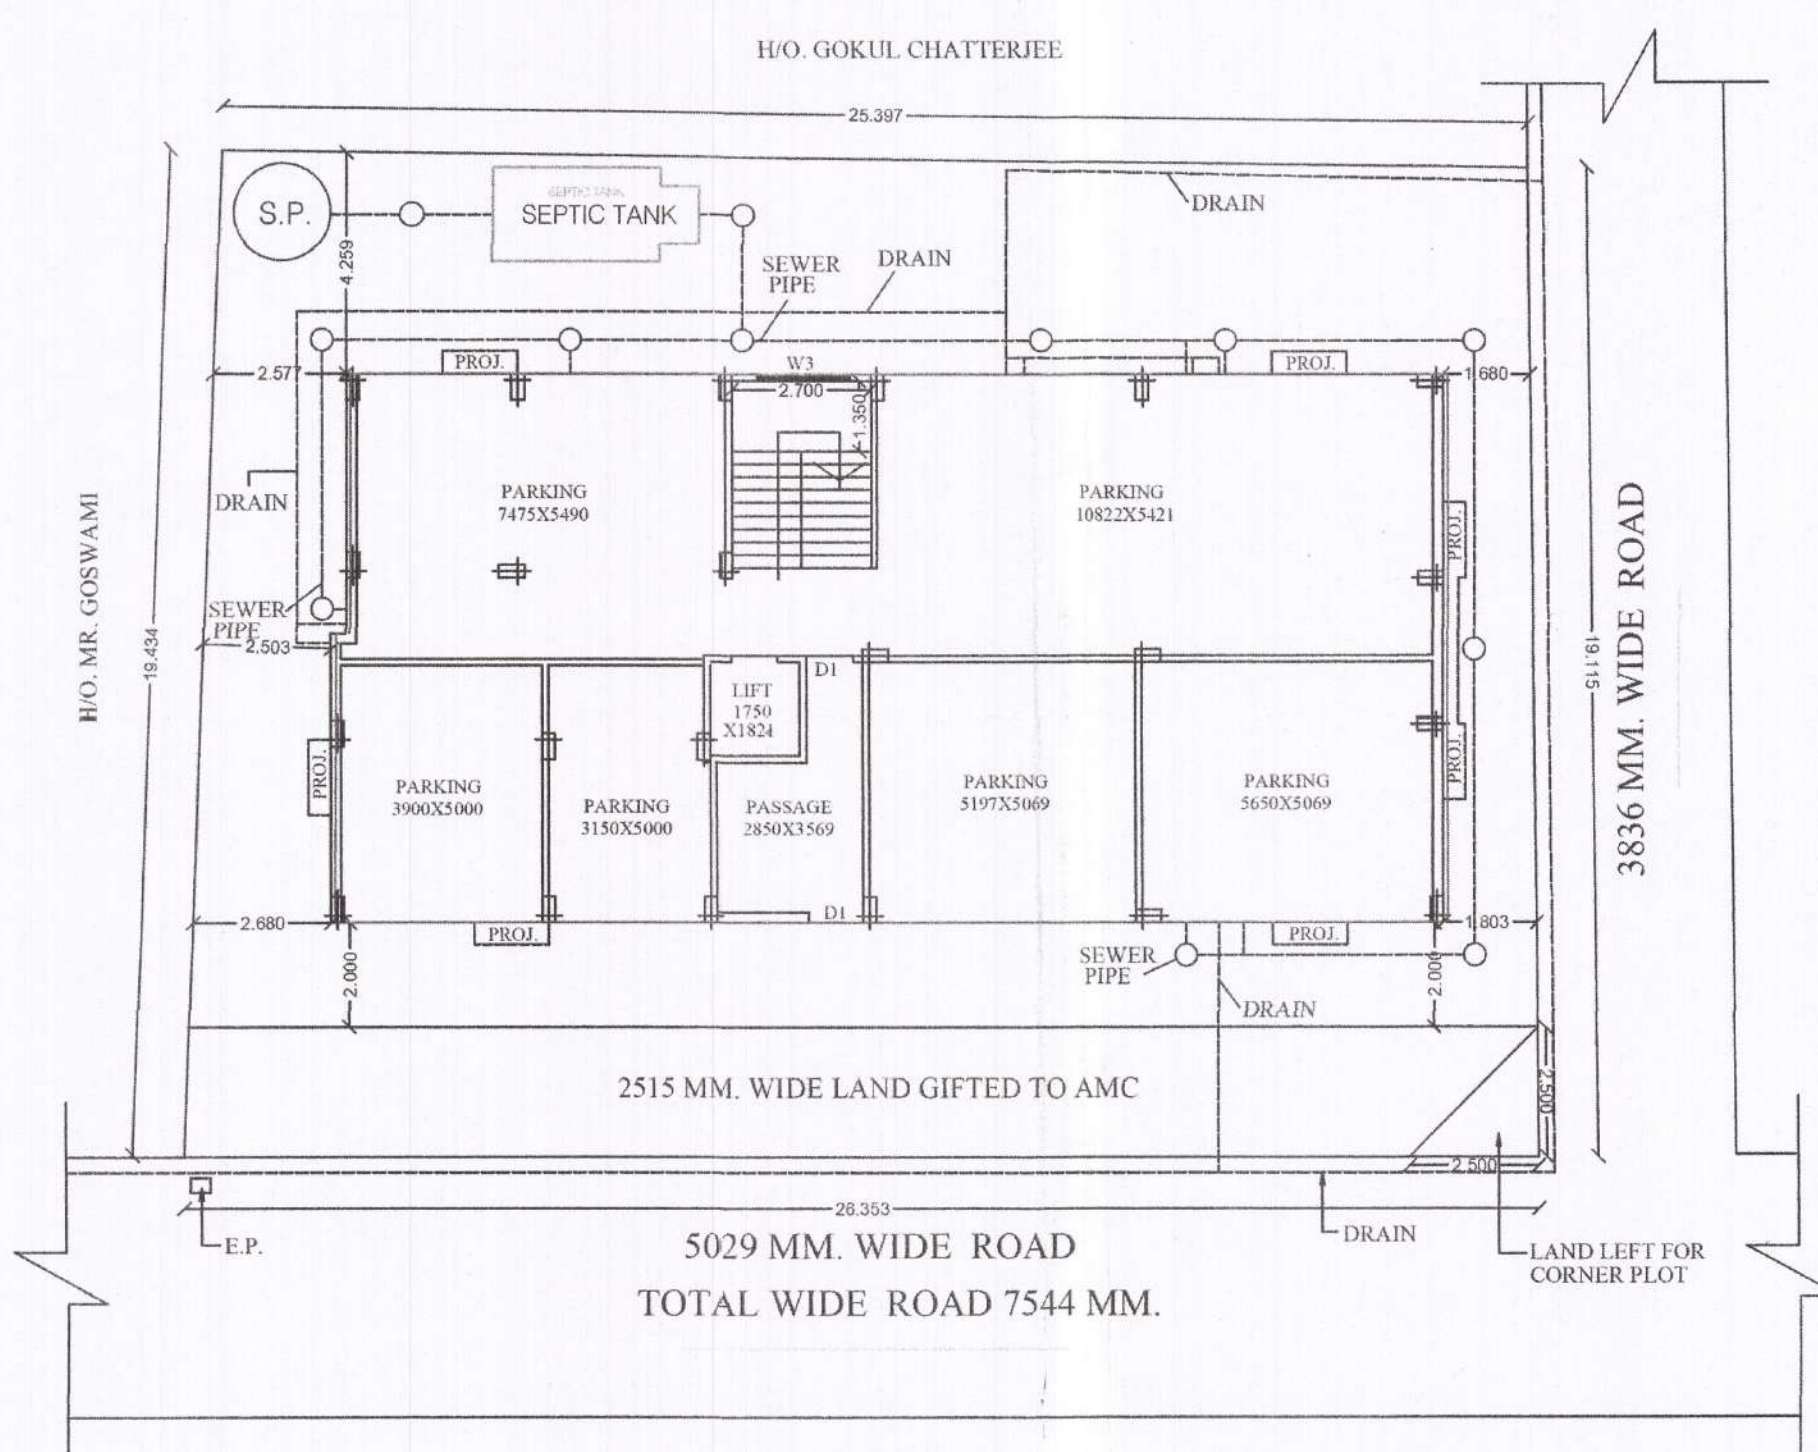 H/O. GOKUL CHATTERJEE
25.397
S.P.
SEPTIC TANK
SEPTIC TANK
DRAIN
4.259
SEWER
PIPE
DRAIN
W3
PROJ.
PROJ.
2.577
2.700
1.350
1.680
PARKING
7475X5490
PARKING
10822X5421
DRAIN
PROJ.
H/O. MR. GOSWAMI
19.434
SEWER
PIPE
2.503
19.115
3836 MM. WIDE ROAD
D1
LIFT
1750
X1824
PROJ.
PROJ.
PARKING
3900X5000
PARKING
3150X5000
PASSAGE
2850X3569
PARKING
5197X5069
PARKING
5650X5069
2.680
D1
1.803
PROJ.
PROJ.
2.000
SEWER
PIPE
2.000
DRAIN
2515 MM. WIDE LAND GIFTED TO AMC
2.500
2.500
26.353
E.P.
DRAIN
5029 MM. WIDE ROAD
LAND LEFT FOR
CORNER PLOT
TOTAL WIDE ROAD 7544 MM.